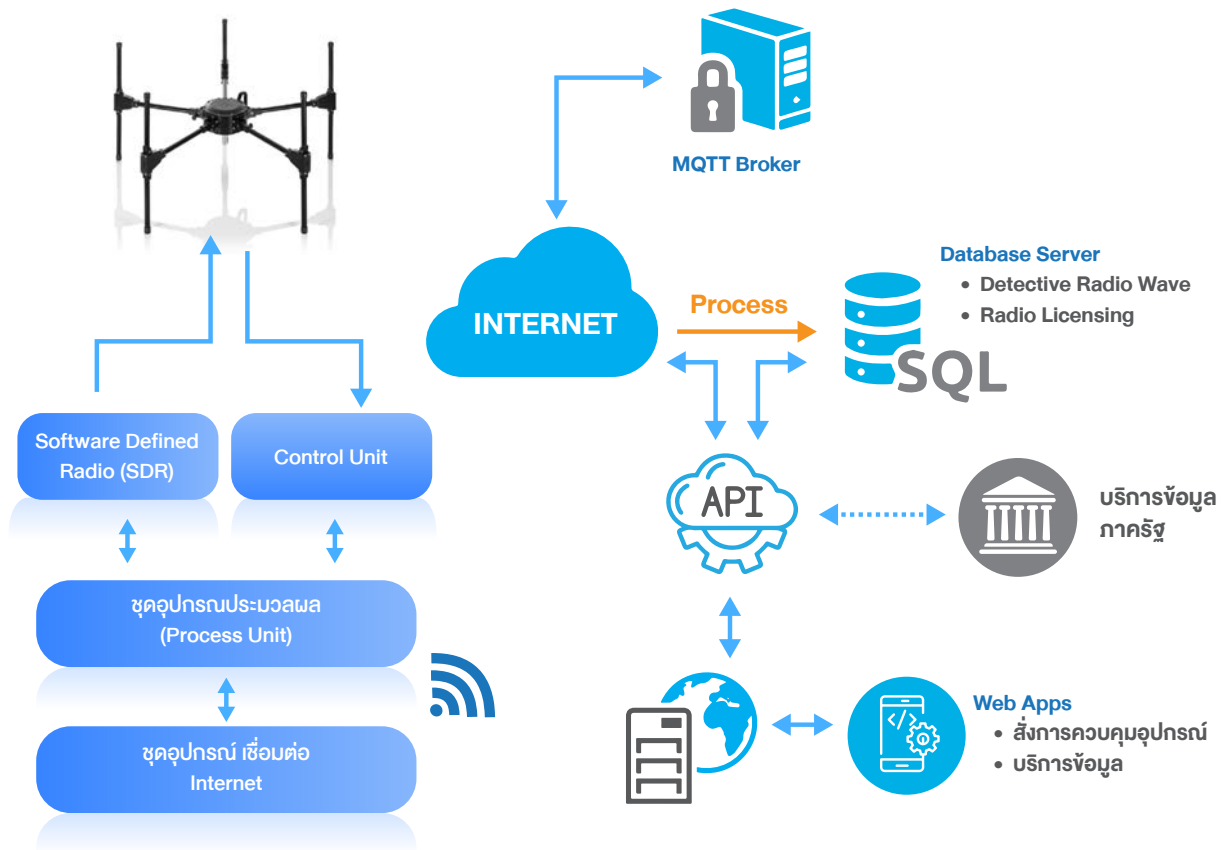 MQTT Broker
INTERNET
Process
Database Server
• Detective Radio Wave
• Radio Licensing
SQL
Software Defined
Radio (SDR)
Control Unit
API
บริการข้อมูล
ภาครัฐ
ชุดอุปกรณประมวลผล
(Process Unit)
ชุดอุปกรณ์ เชื่อมต่อ
Internet
</>
Web Apps
• สั่งการควบคุมอุปกรณ์
• บริการข้อมูล